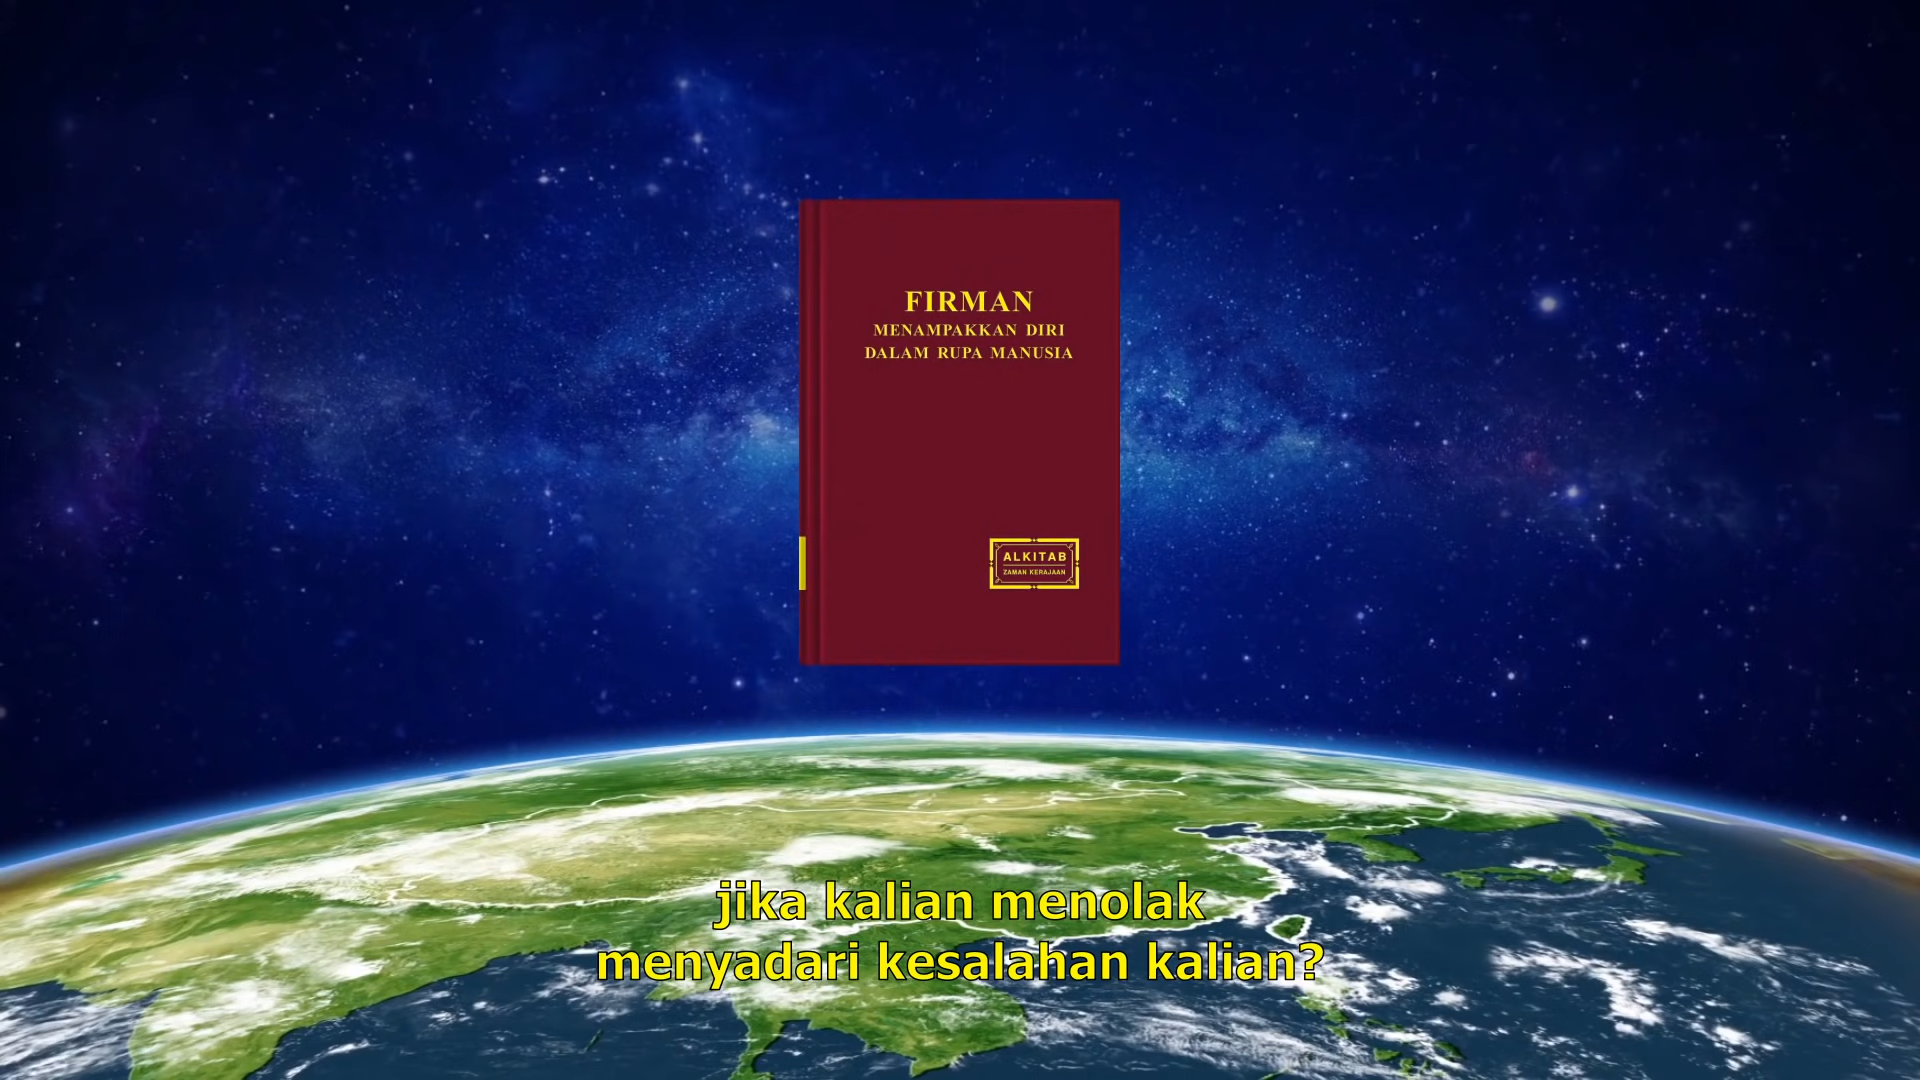 FIRMAN
MENAMPAKKAN DIRI
DALAM RUPA MANUSIA
ALKITAB
ZAMAN KERAJAAN
jika kalian menolak
menyadari kesalahan kalian?